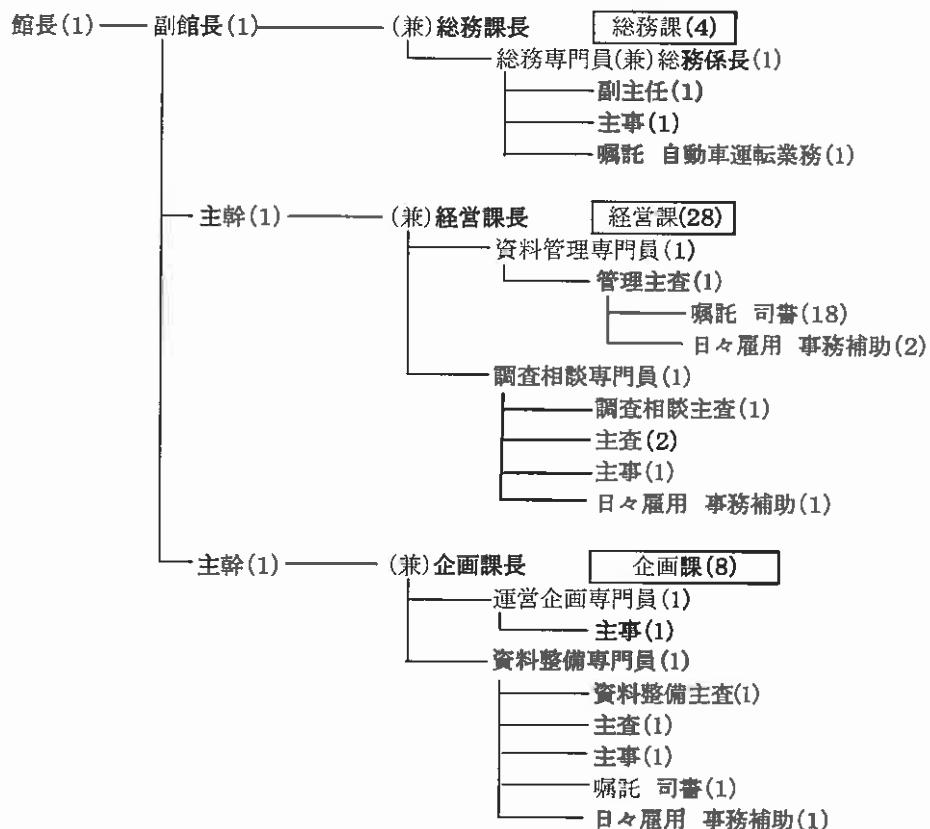 館長(1) 副館長(1) (兼)総務課長 総務課(4)
総務専門員(兼)総務係長(1)
副主任(1)
主事(1)
嘱託 自動車運転業務(1)
主幹(1) (兼)経営課長 経営課(28)
資料管理専門員(1)
管理主査(1)
嘱託 司書(18)
日々雇用 事務補助(2)
調査相談専門員(1)
調査相談主査(1)
主査(2)
主事(1)
日々雇用 事務補助(1)
主幹(1) (兼)企画課長 企画課(8)
運営企画専門員(1)
主事(1)
資料整備専門員(1)
資料整備主査(1)
主査(1)
主事(1)
嘱託 司書(1)
日々雇用 事務補助(1)